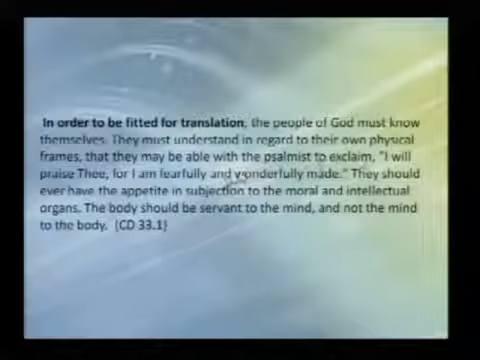 In order to be fitted for translation, the people of God must know
themselves. They must understand in regard to their own physical
frames, that they may be able with the psalmist to exclaim, "I will
praise Thee, for I am fearfully and wonderfully made." They should
ever have the appetite in subjection to the moral and intellectual
organs. The body should be servant to the mind, and not the mind
to the body. {CD 33.1}